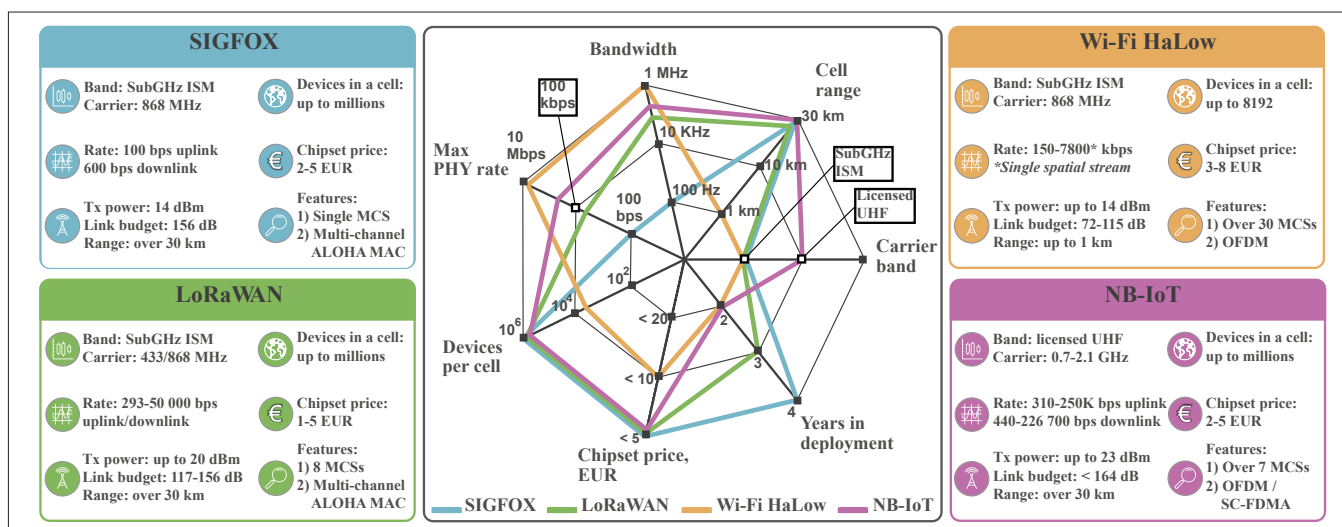 SIGFOX
Band: SubGHz ISM
Carrier: 868 MHz
Devices in a cell:
up to millions
Rate: 100 bps uplink
600 bps downlink
€
Chipset price:
2-5 EUR
Tx power: 14 dBm
Link budget: 156 dB
Range: over 30 km
Features:
1) Single MCS
2) Multi-channel
ALOHA MAC
LoRaWAN
Band: SubGHz ISM
Carrier: 433/868 MHz
Devices in a cell:
up to millions
Rate: 293-50 000 bps
uplink/downlink
€
Chipset price:
1-5 EUR
Tx power: up to 20 dBm
Link budget: 117-156 dB
Range: over 30 km
Features:
1) 8 MCSs
2) Multi-channel
ALOHA MAC
Bandwidth
1 MHz
10 KHz
100 Hz
Cell
range
30 km
10 km
1 km
100
kbps
10
Mbps
Max
PHY rate
100
bps
SubGHz
ISM
Licensed
UHF
Carrier
band
10²
10⁴
10⁶
Devices
per cell
< 20
< 10
< 5
Chipset price,
EUR
2
3
4
Years in
deployment
SIGFOX
LoRaWAN
Wi-Fi HaLow
NB-IoT
Wi-Fi HaLow
Band: SubGHz ISM
Carrier: 868 MHz
Devices in a cell:
up to 8192
Rate: 150-7800* kbps
*Single spatial stream
€
Chipset price:
3-8 EUR
Tx power: up to 14 dBm
Link budget: 72-115 dB
Range: up to 1 km
Features:
1) Over 30 MCSs
2) OFDM
NB-IoT
Band: licensed UHF
Carrier: 0.7-2.1 GHz
Devices in a cell:
up to millions
Rate: 310-250K bps uplink
440-226 700 bps downlink
€
Chipset price:
2-5 EUR
Tx power: up to 23 dBm
Link budget: < 164 dB
Range: over 30 km
Features:
1) Over 7 MCSs
2) OFDM /
SC-FDMA